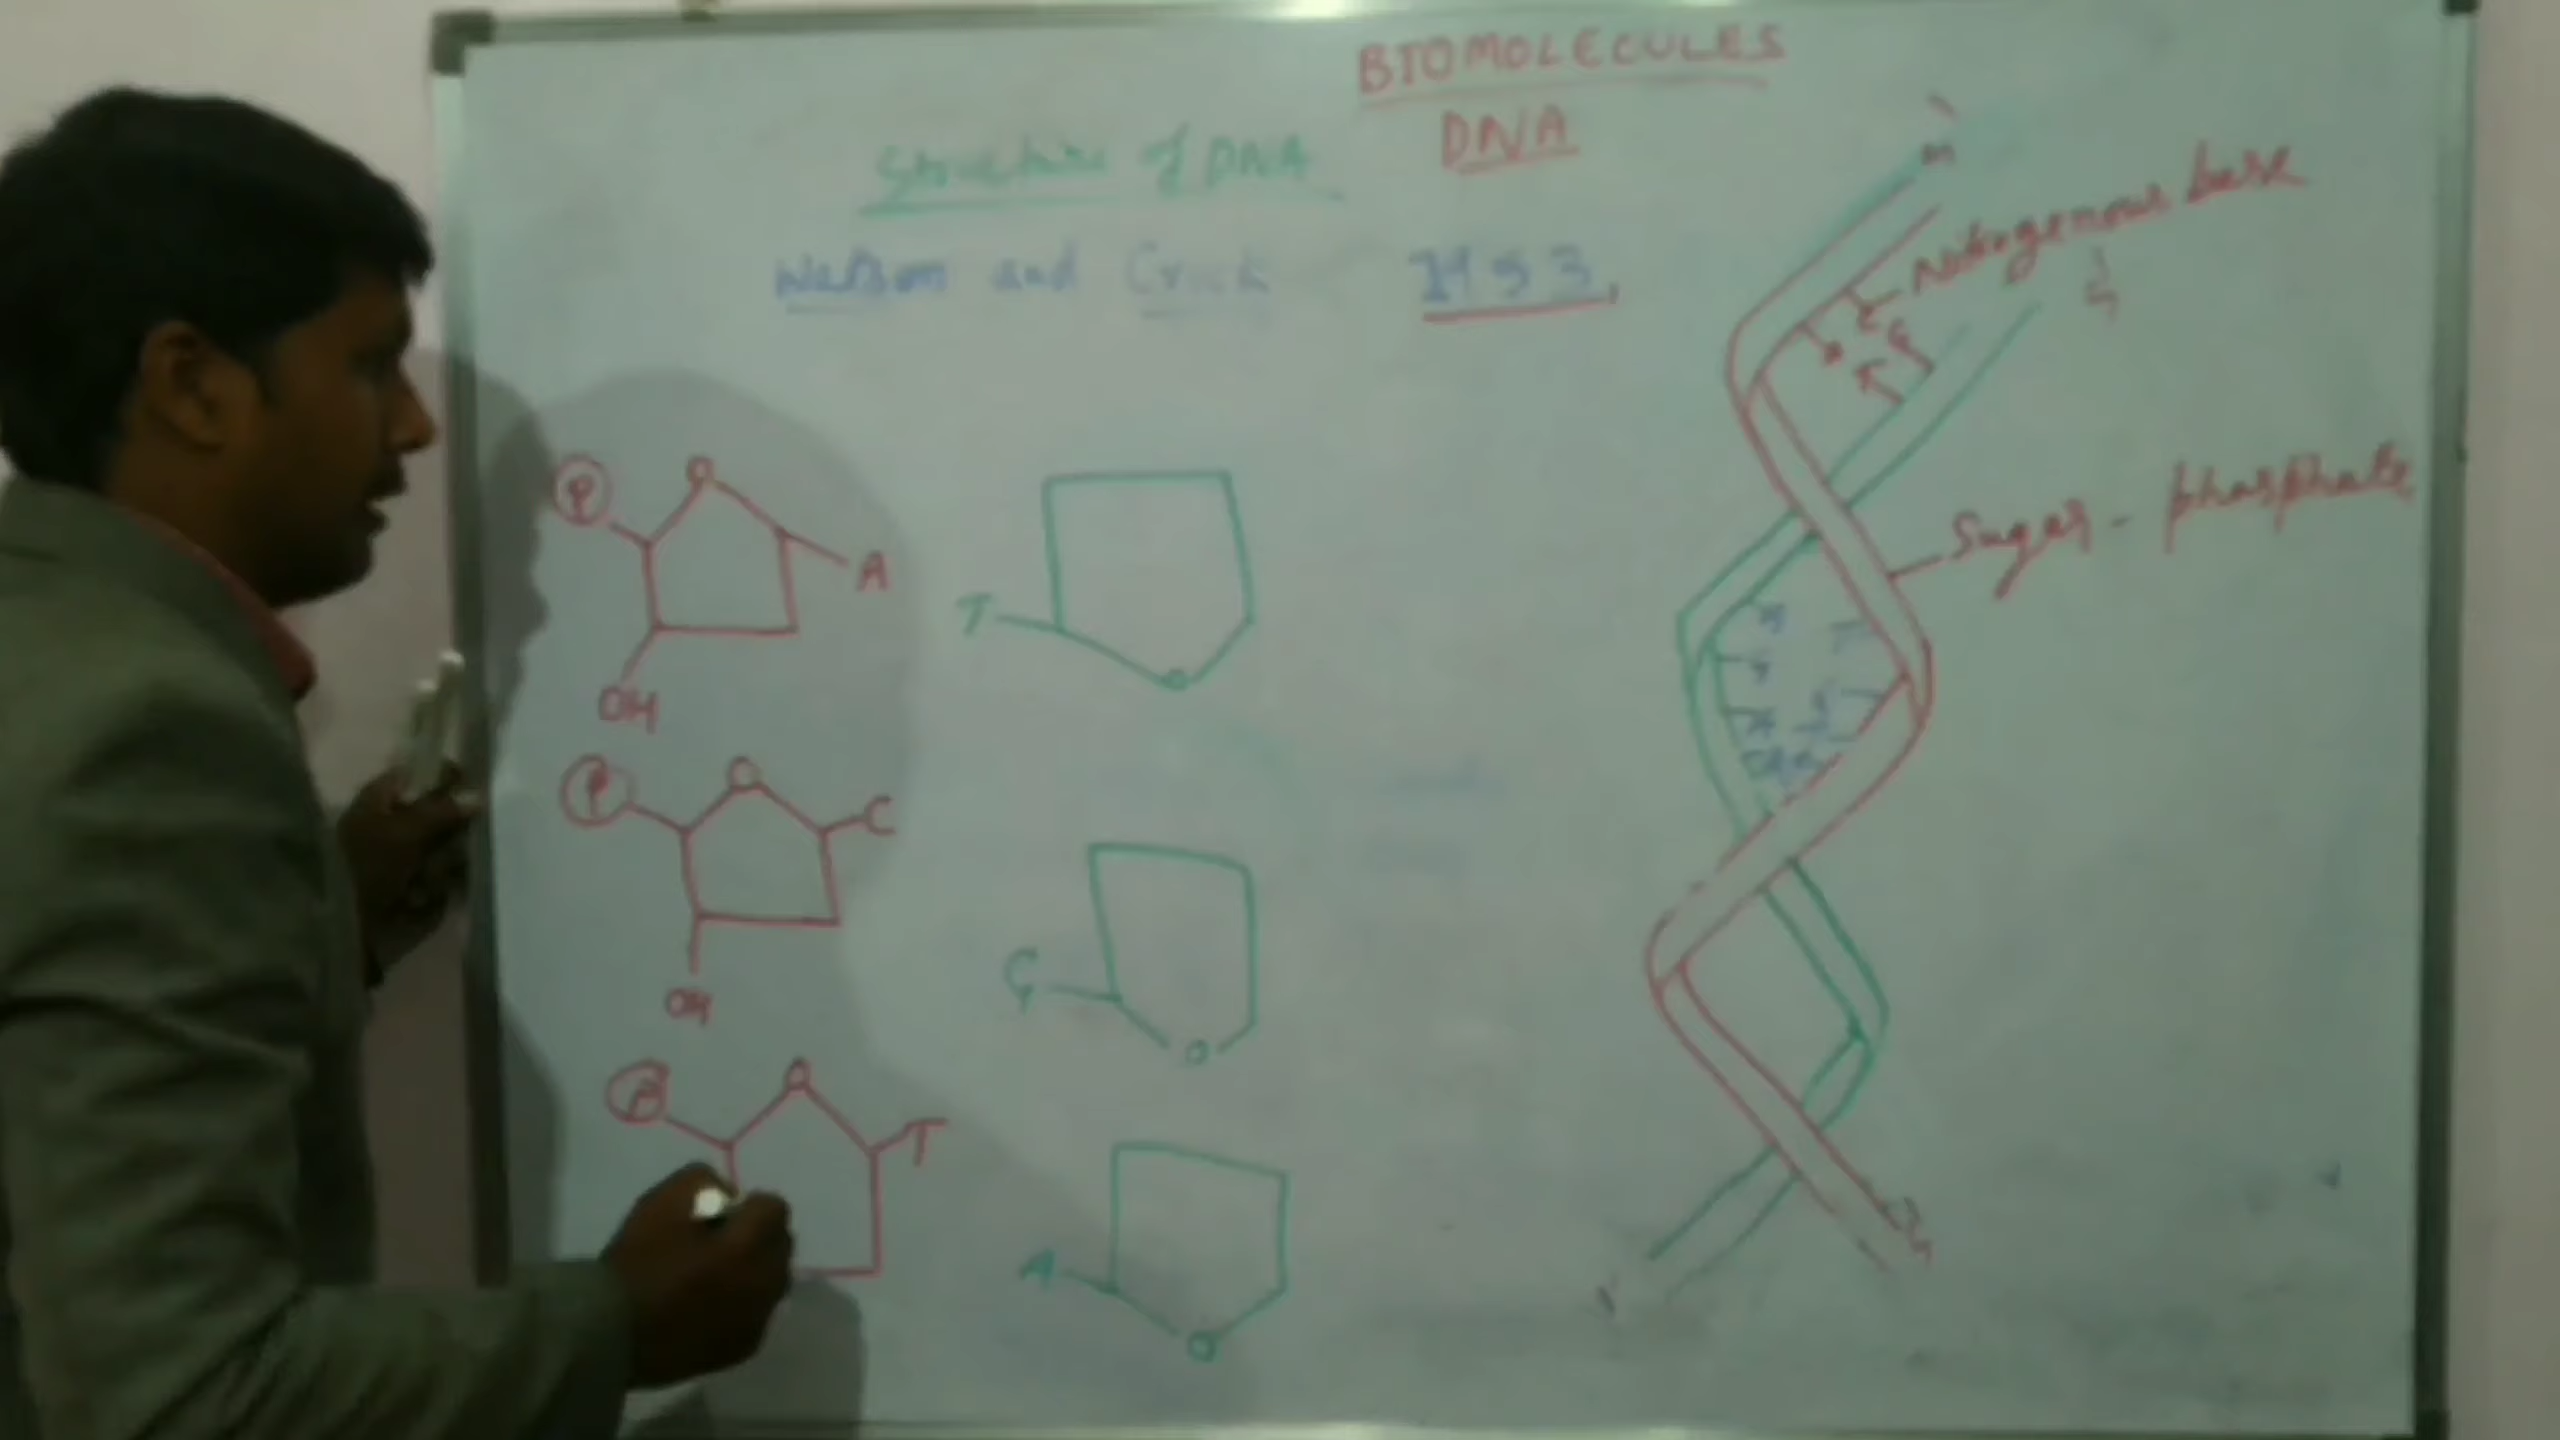 BIOMOLECULES
DNA
Structure of DNA
Watson and Crick 1953,
Nitrogenous base
Sugar - phosphate
P O A
OH
T O
P O C
OH
G O
P O T
A O